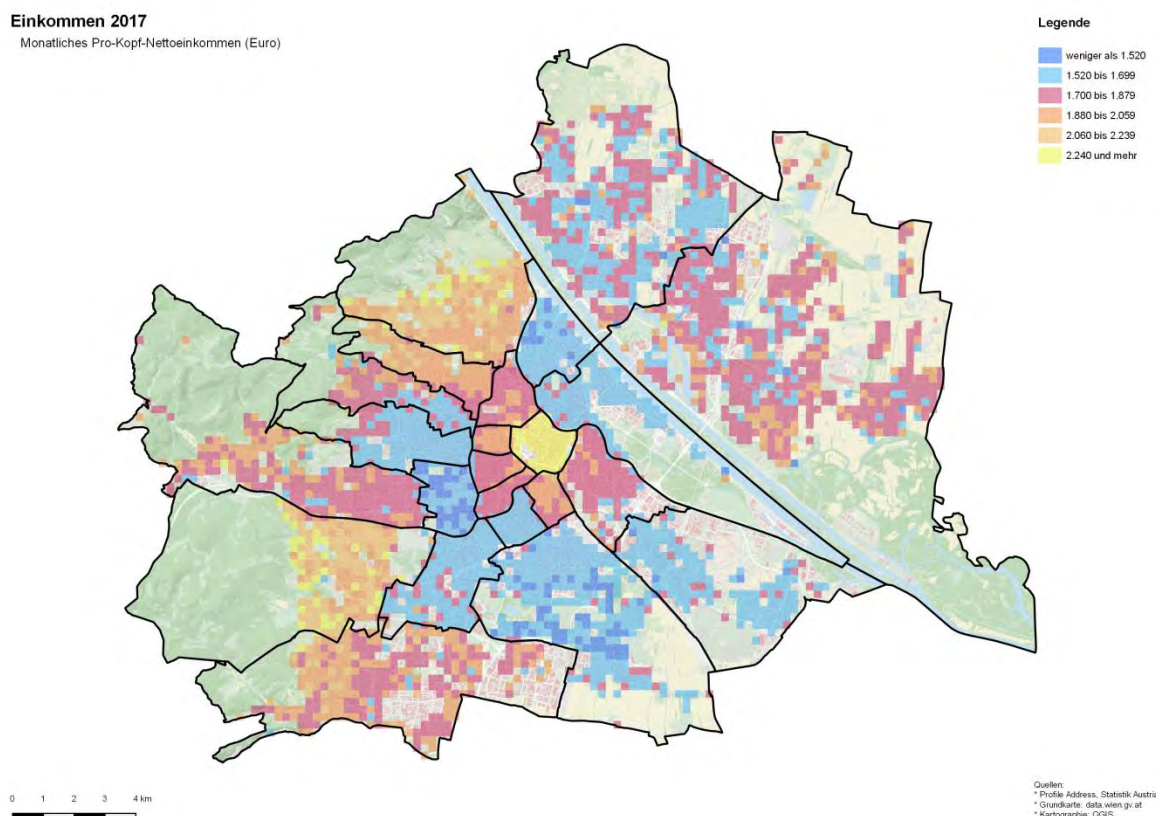 Einkommen 2017
Monatliches Pro-Kopf-Nettoeinkommen (Euro)
Legende
weniger als 1.520
1.520 bis 1.699
1.700 bis 1.879
1.880 bis 2.059
2.060 bis 2.239
2.240 und mehr
0 1 2 3 4 km
Quellen:
* Profile Address, Statistik Austria
* Grundkarte: data.wien.gv.at
* Kartographie: QGIS